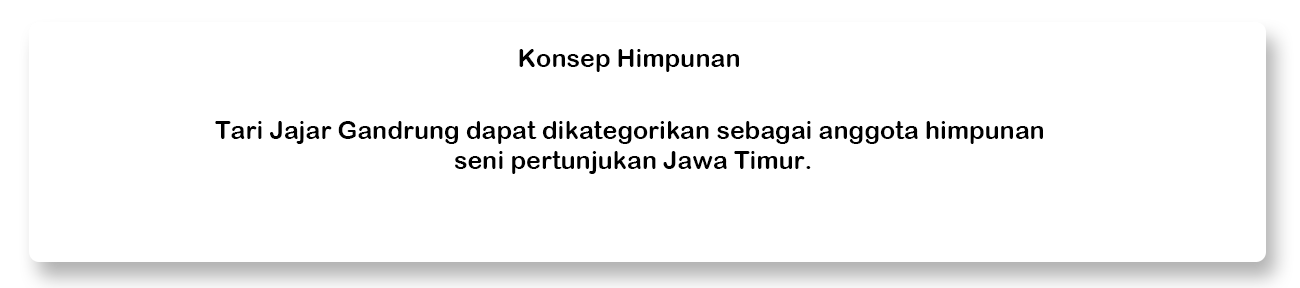 Konsep Himpunan
Tari Jajar Gandrung dapat dikategorikan sebagai anggota himpunan
seni pertunjukan Jawa Timur.